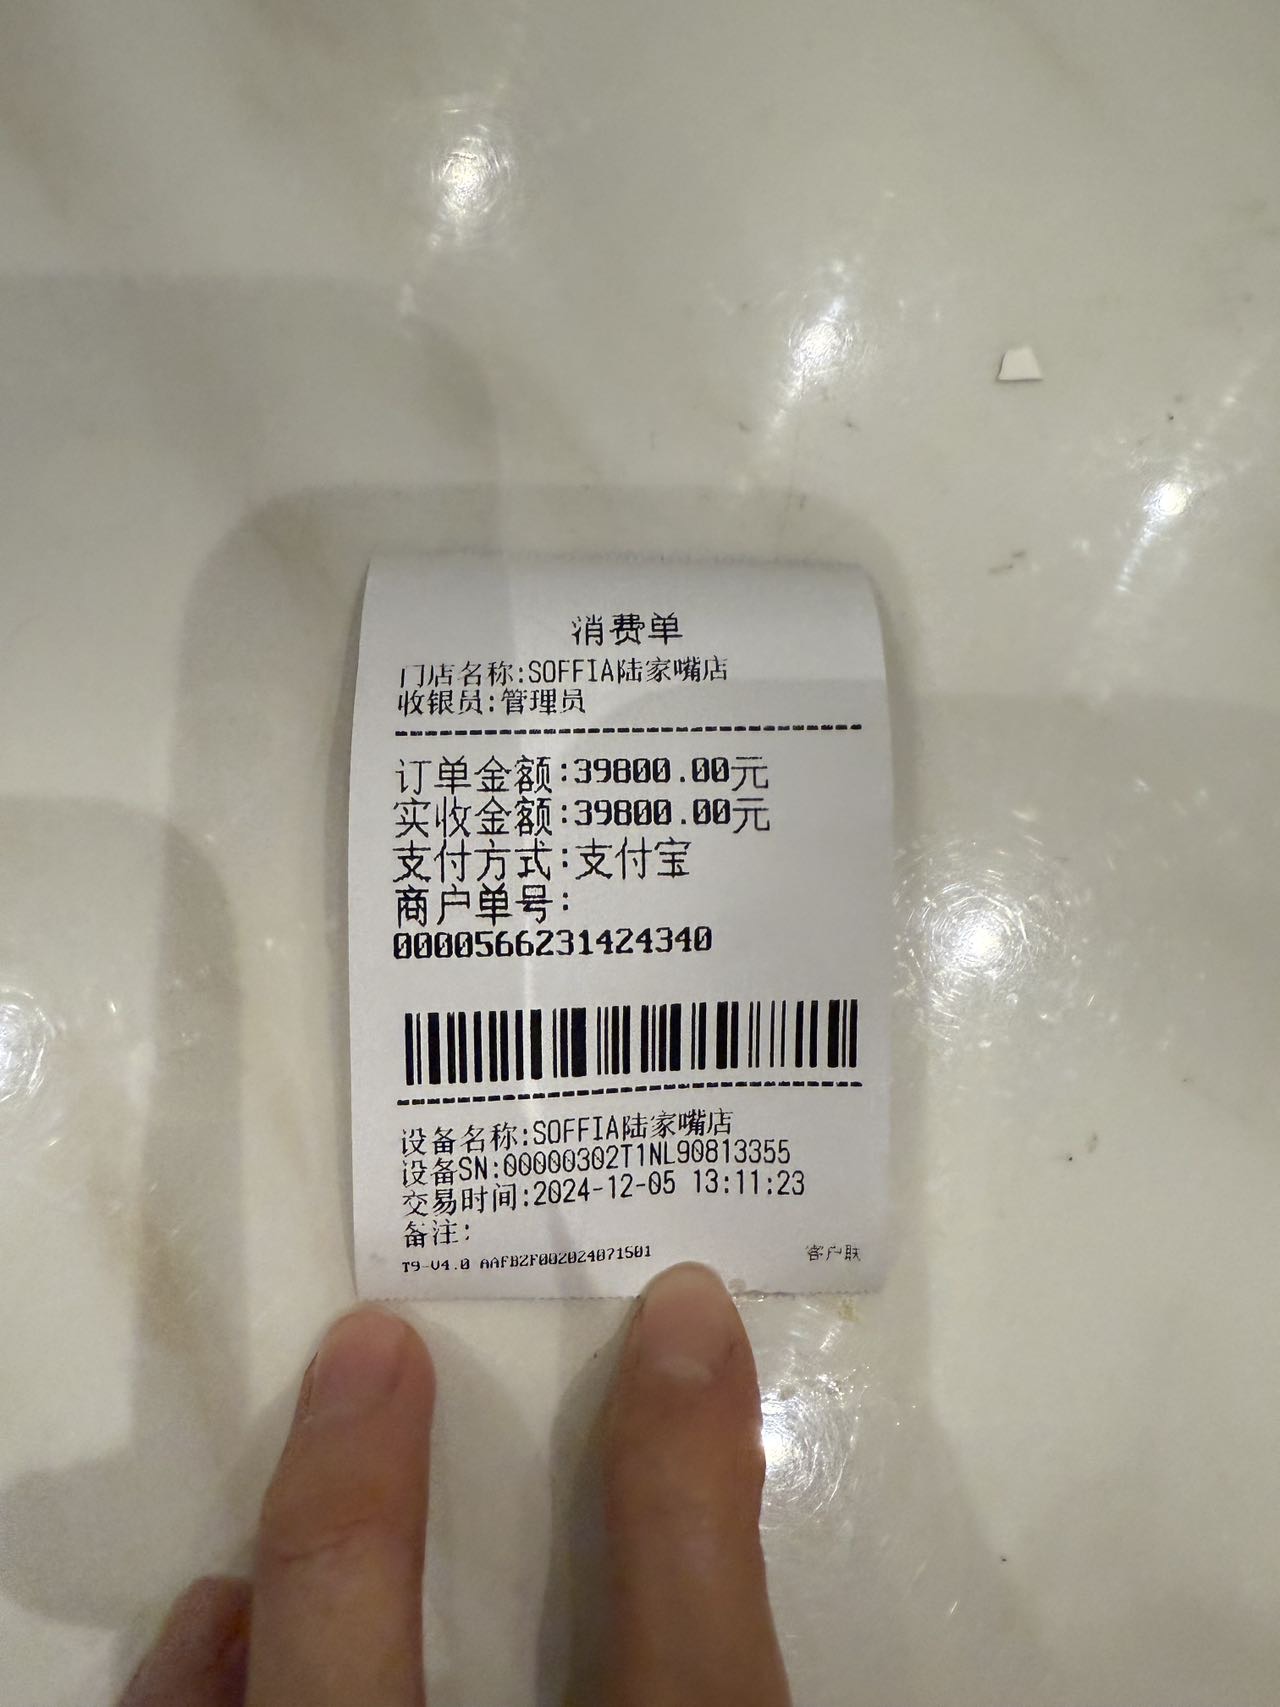 消费单
门店名称:SOFFIA陆家嘴店
收银员:管理员
订单金额:39800.00元
实收金额:39800.00元
支付方式:支付宝
商户单号:
0000566231424340
设备名称:SOFFIA陆家嘴店
设备SN:00000302T1NL90813355
交易时间:2024-12-05 13:11:23
备注:
T9-V4.0 AAFB2F002024071501
客户联